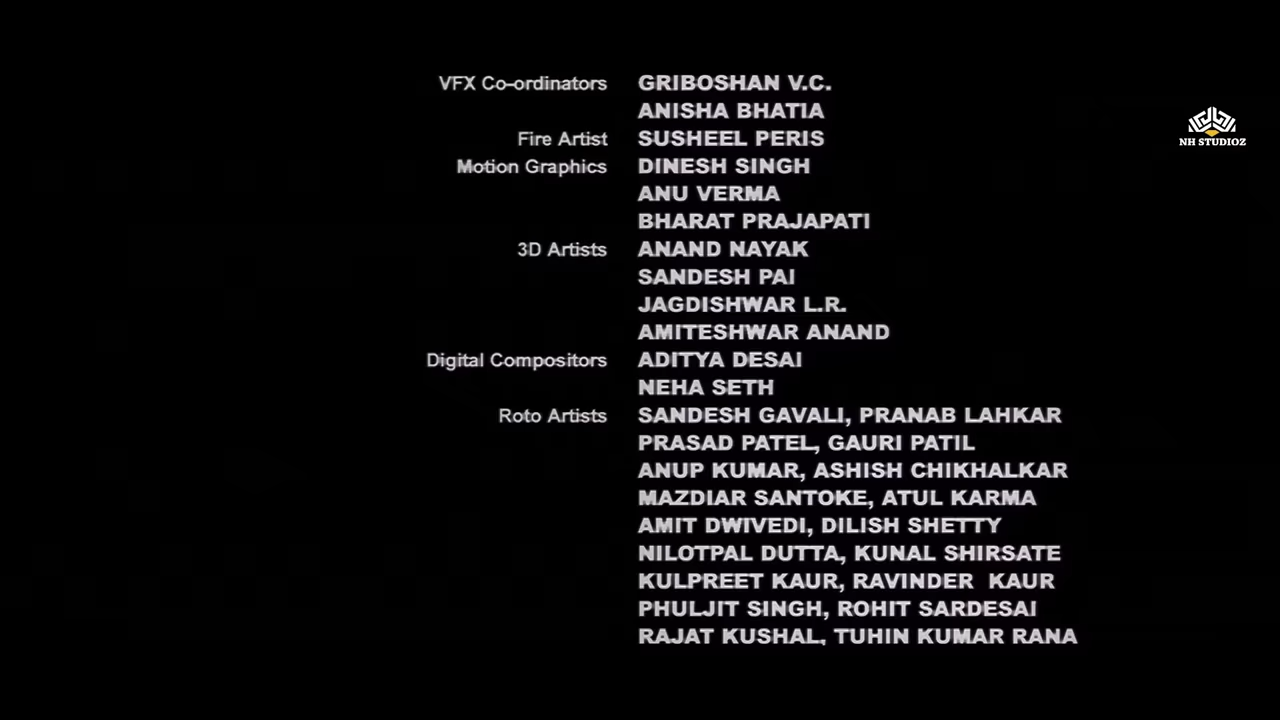 VFX Co-ordinators GRIBOSHAN V.C.
ANISHA BHATIA
Fire Artist SUSHEEL PERIS
Motion Graphics DINESH SINGH
ANU VERMA
BHARAT PRAJAPATI
3D Artists ANAND NAYAK
SANDESH PAI
JAGDISHWAR L.R.
AMITESHWAR ANAND
Digital Compositors ADITYA DESAI
NEHA SETH
Roto Artists SANDESH GAVALI, PRANAB LAHKAR
PRASAD PATEL, GAURI PATIL
ANUP KUMAR, ASHISH CHIKHALKAR
MAZDIAR SANTOKE, ATUL KARMA
AMIT DWIVEDI, DILISH SHETTY
NILOTPAL DUTTA, KUNAL SHIRSATE
KULPREET KAUR, RAVINDER  KAUR
PHULJIT SINGH, ROHIT SARDESAI
RAJAT KUSHAL, TUHIN KUMAR RANA
NH STUDIOZ